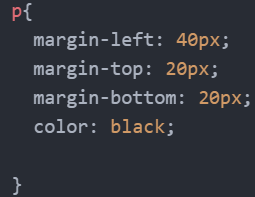 p{
  margin-left: 40px;
  margin-top: 20px;
  margin-bottom: 20px;
  color: black;

}